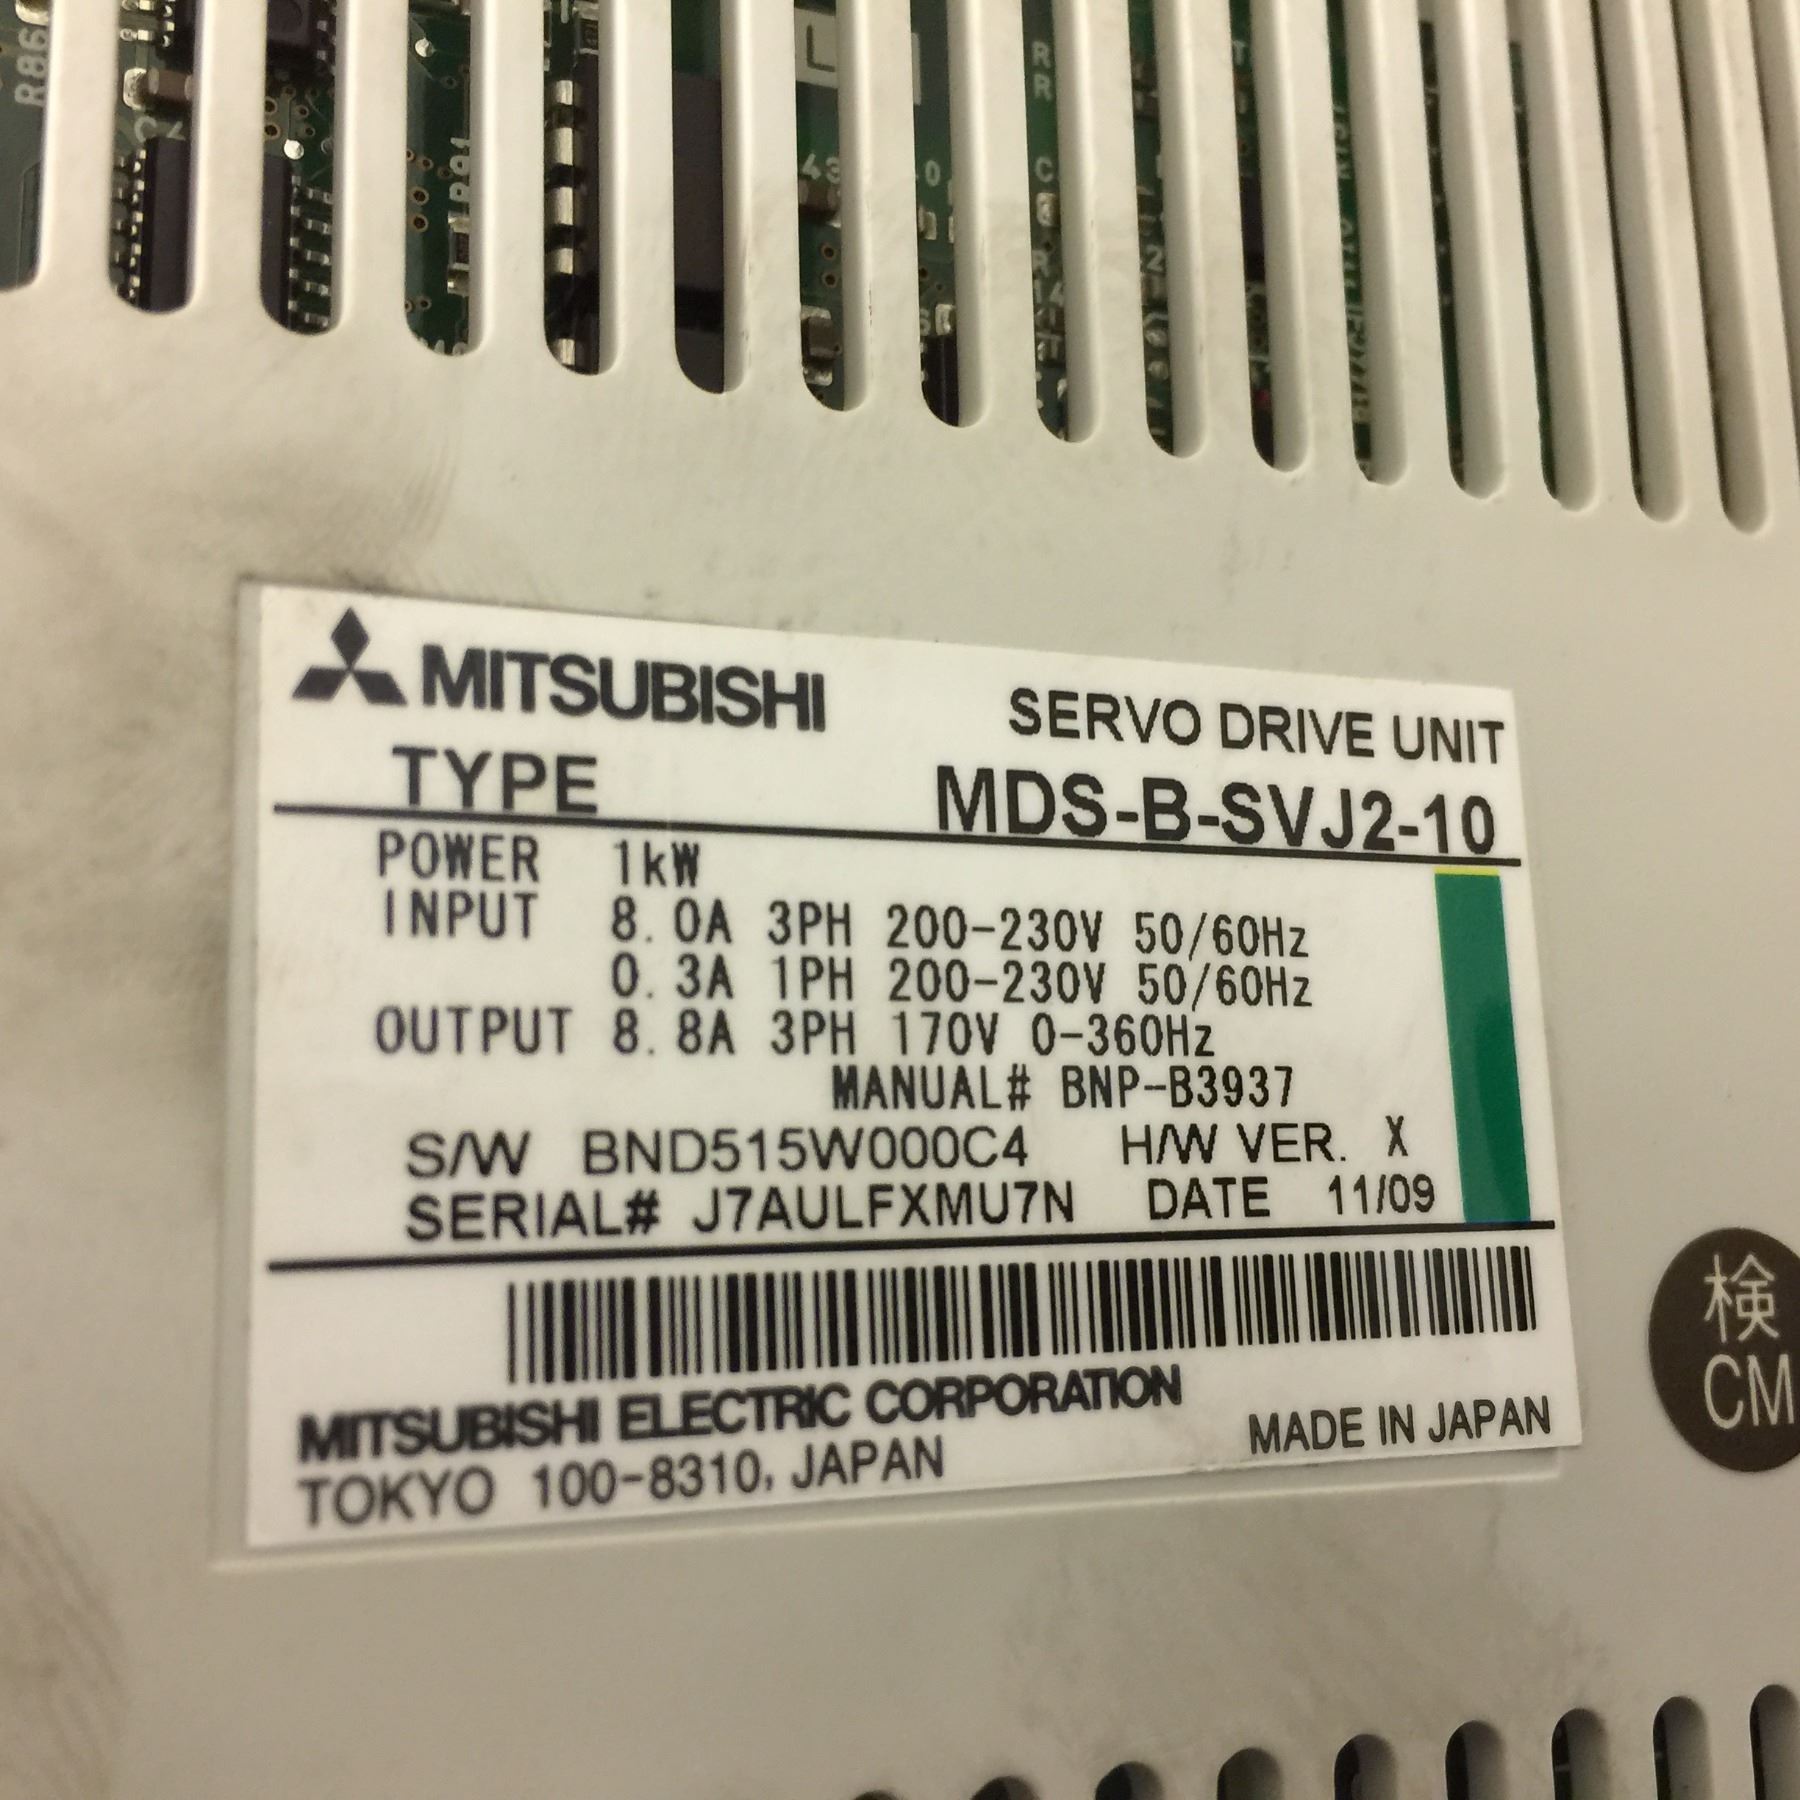 R86
R91
MITSUBISHI
SERVO DRIVE UNIT
TYPE MDS-B-SVJ2-10
POWER 1kW
INPUT 8.0A 3PH 200-230V 50/60Hz
0.3A 1PH 200-230V 50/60Hz
OUTPUT 8.8A 3PH 170V 0-360Hz
MANUAL# BNP-B3937
S/W BND515W000C4 H/W VER. X
SERIAL# J7AULFXMU7N DATE 11/09
MITSUBISHI ELECTRIC CORPORATION
TOKYO 100-8310, JAPAN
MADE IN JAPAN
検
CM